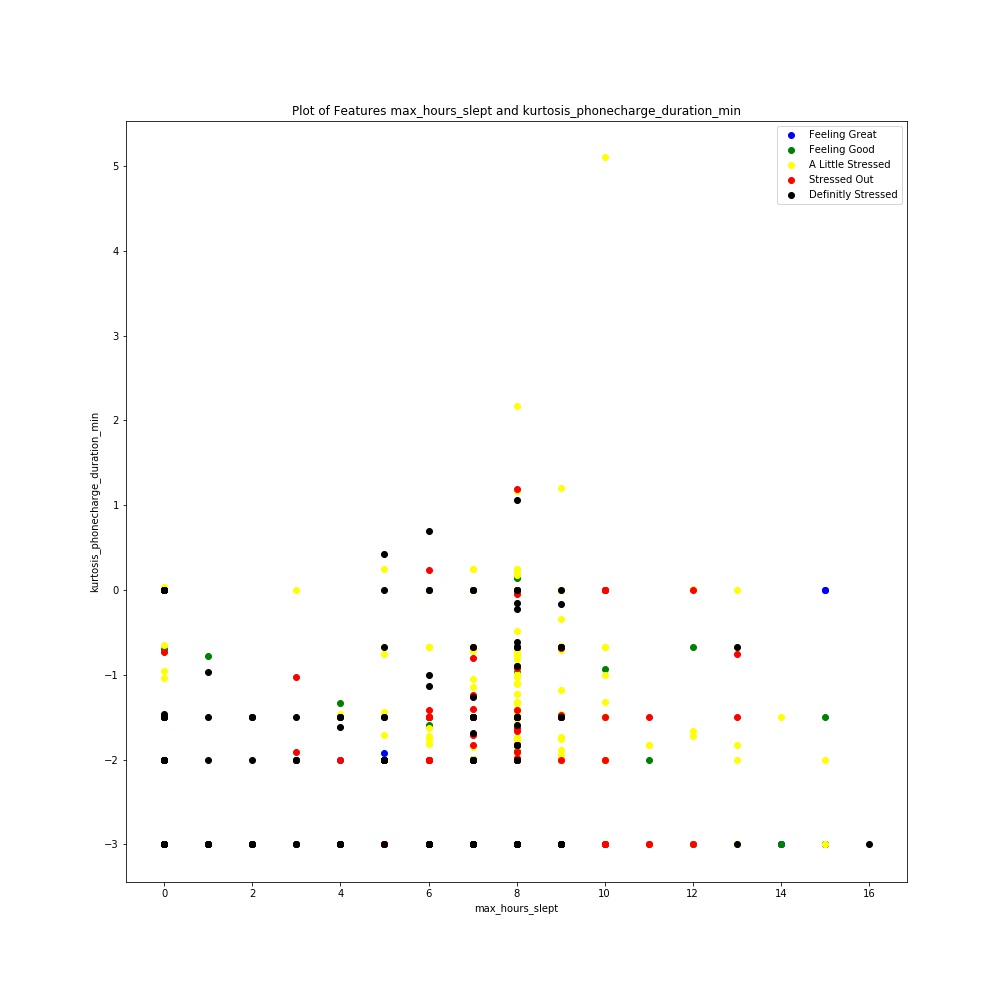 Plot of Features max_hours_slept and kurtosis_phonecharge_duration_min
Feeling Great
Feeling Good
A Little Stressed
Stressed Out
Definitly Stressed
5
4
3
2
1
0
−1
−2
−3
kurtosis_phonecharge_duration_min
0 2 4 6 8 10 12 14 16
max_hours_slept